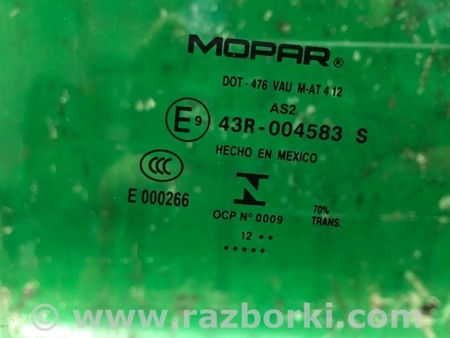 MOPAR®
DOT-476 VAU M-AT 4.12
AS2
E9 43R-004583 S
HECHO EN MEXICO
CCC
E 000266
N
OCP Nº 0009
70% TRANS.
12 ••
•••••
© www.razborki.com